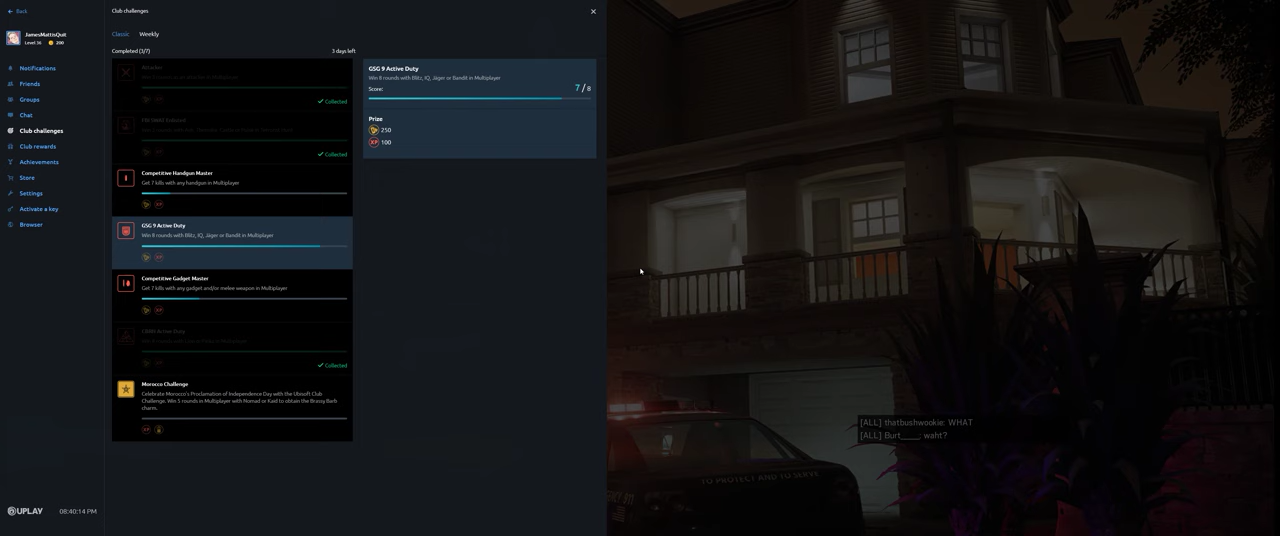 Back
Club challenges
JamesMattisQuit
Level 36 200
Classic Weekly
Completed (3/7) 3 days left
Notifications
Friends
Groups
Chat
Club challenges
Club rewards
Achievements
Store
Settings
Activate a key
Browser
Attacker
Collected
Collected
Competitive Handgun Master
Get 7 kills with any handgun in Multiplayer
GSG 9 Active Duty
Win 8 rounds with Blitz, IQ, Jäger or Bandit in Multiplayer
Competitive Gadget Master
Get 7 kills with any gadget and/or melee weapon in Multiplayer
Active Duty
Collected
Morocco Challenge
Celebrate Morocco's Proclamation of Independence Day with the Ubisoft Club
Challenge. Win 5 rounds in Multiplayer with Nomad or Kaid to obtain the Brassy Barb
charm.
GSG 9 Active Duty
Win 8 rounds with Blitz, IQ, Jäger or Bandit in Multiplayer
Score: 7 / 8
Prize
250
XP 100
[ALL] thatbushwookie: WHAT
[ALL] Burt____: waht?
TO PROTECT AND TO SERVE
UPLAY 08:40:14 PM